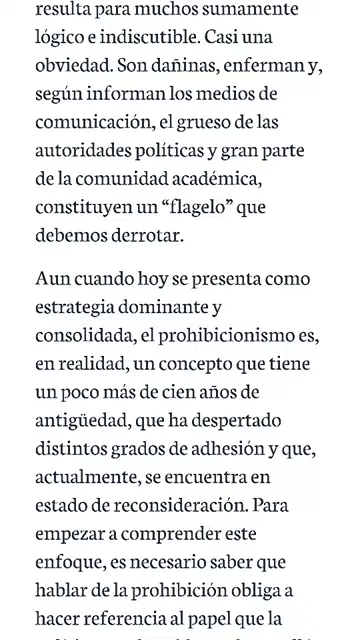 resulta para muchos sumamente
lógico e indiscutible. Casi una
obviedad. Son dañinas, enferman y,
según informan los medios de
comunicación, el grueso de las
autoridades políticas y gran parte
de la comunidad académica,
constituyen un “flagelo” que
debemos derrotar.
Aun cuando hoy se presenta como
estrategia dominante y
consolidada, el prohibicionismo es,
en realidad, un concepto que tiene
un poco más de cien años de
antigüedad, que ha despertado
distintos grados de adhesión y que,
actualmente, se encuentra en
estado de reconsideración. Para
empezar a comprender este
enfoque, es necesario saber que
hablar de la prohibición obliga a
hacer referencia al papel que la